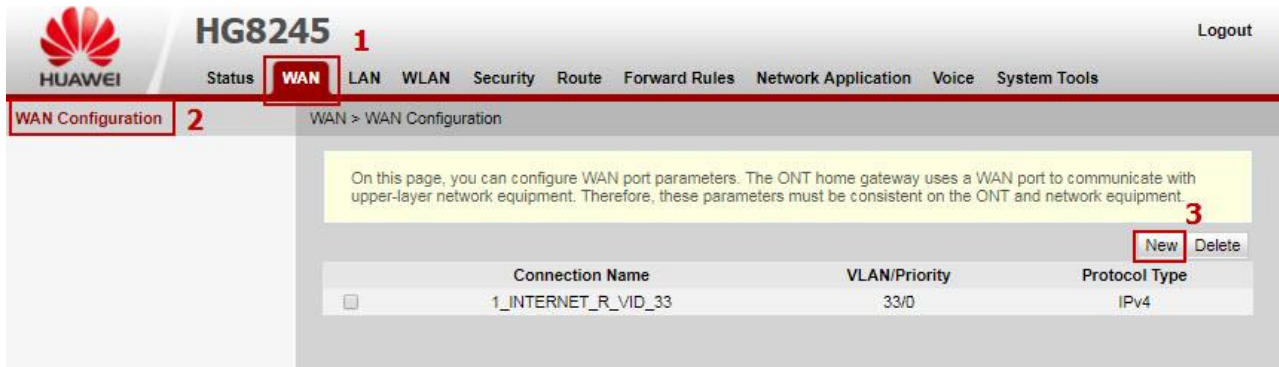 HUAWEI
HG8245
1
Logout
Status WAN LAN WLAN Security Route Forward Rules Network Application Voice System Tools
WAN Configuration 2
WAN > WAN Configuration
On this page, you can configure WAN port parameters. The ONT home gateway uses a WAN port to communicate with
upper-layer network equipment. Therefore, these parameters must be consistent on the ONT and network equipment.
3
New Delete
Connection Name VLAN/Priority Protocol Type
1_INTERNET_R_VID_33 33/0 IPv4